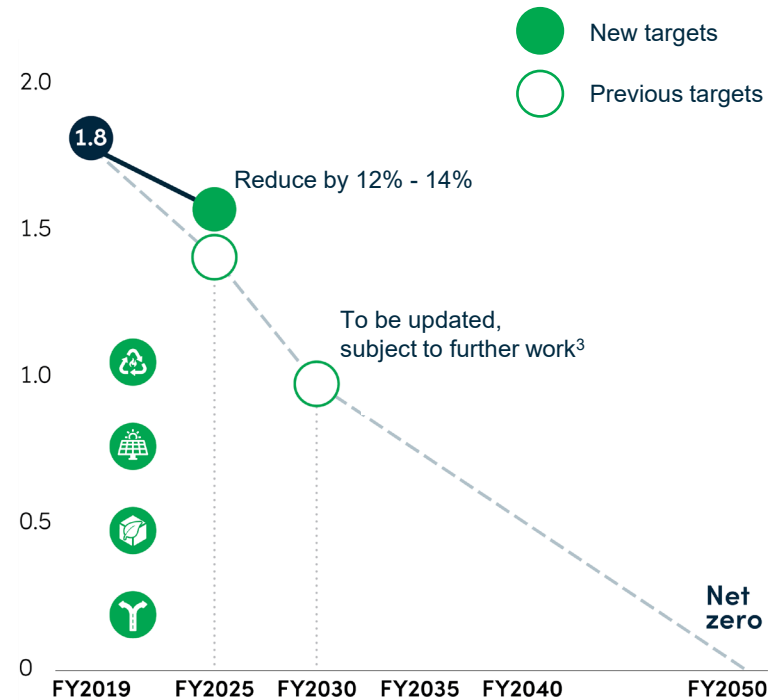 New targets
Previous targets
2.0
1.8
Reduce by 12% - 14%
1.5
To be updated,
subject to further work³
1.0
0.5
Net
zero
0
FY2019 FY2025 FY2030 FY2035 FY2040 FY2050